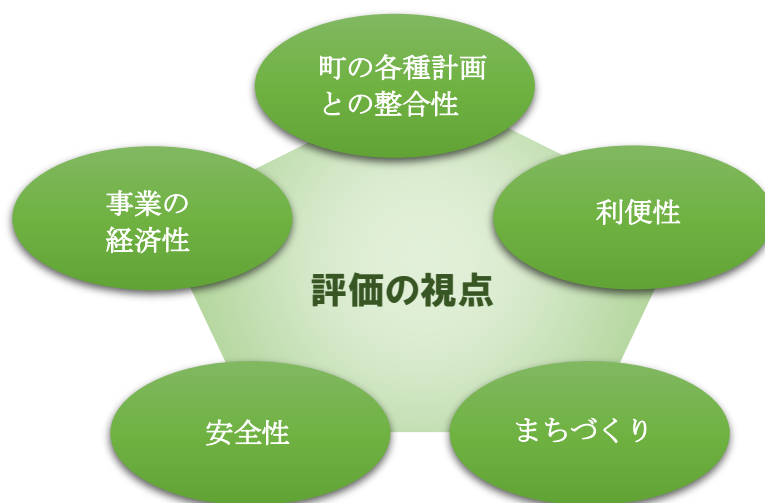 町の各種計画
との整合性
事業の
経済性
利便性
評価の視点
安全性
まちづくり